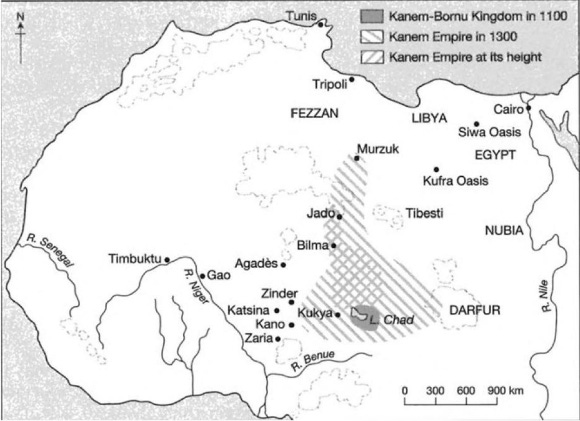 N
Tunis
Kanem-Bornu Kingdom in 1100
Kanem Empire in 1300
Kanem Empire at its height
Tripoli
FEZZAN
LIBYA
Cairo
Siwa Oasis
EGYPT
Murzuk
Kufra Oasis
Jado
Tibesti
NUBIA
Bilma
R. Senegal
Timbuktu
Gao
R. Niger
Agadès
Zinder
Katsina
Kukya
L. Chad
DARFUR
R. Nile
Kano
Zaria
R. Benue
0 300 600 900 km